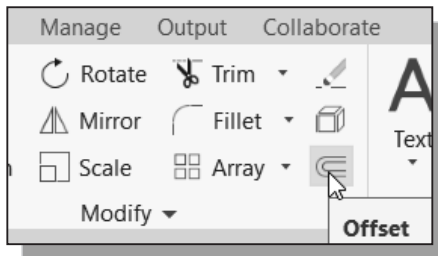 Manage Output Collaborate
Rotate Trim
Mirror Fillet
Scale Array
Text
Modify
Offset